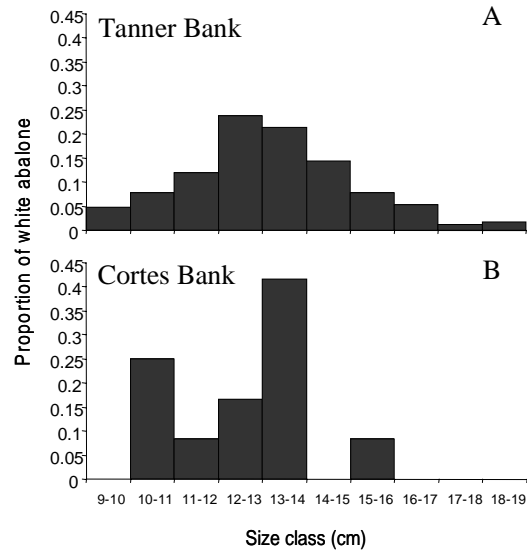 Tanner Bank
A
0.45
0.4
0.35
0.3
0.25
0.2
0.15
0.1
0.05
0
Proportion of white abalone
Cortes Bank
B
0.45
0.4
0.35
0.3
0.25
0.2
0.15
0.1
0.05
0
9-10 10-11 11-12 12-13 13-14 14-15 15-16 16-17 17-18 18-19
Size class (cm)